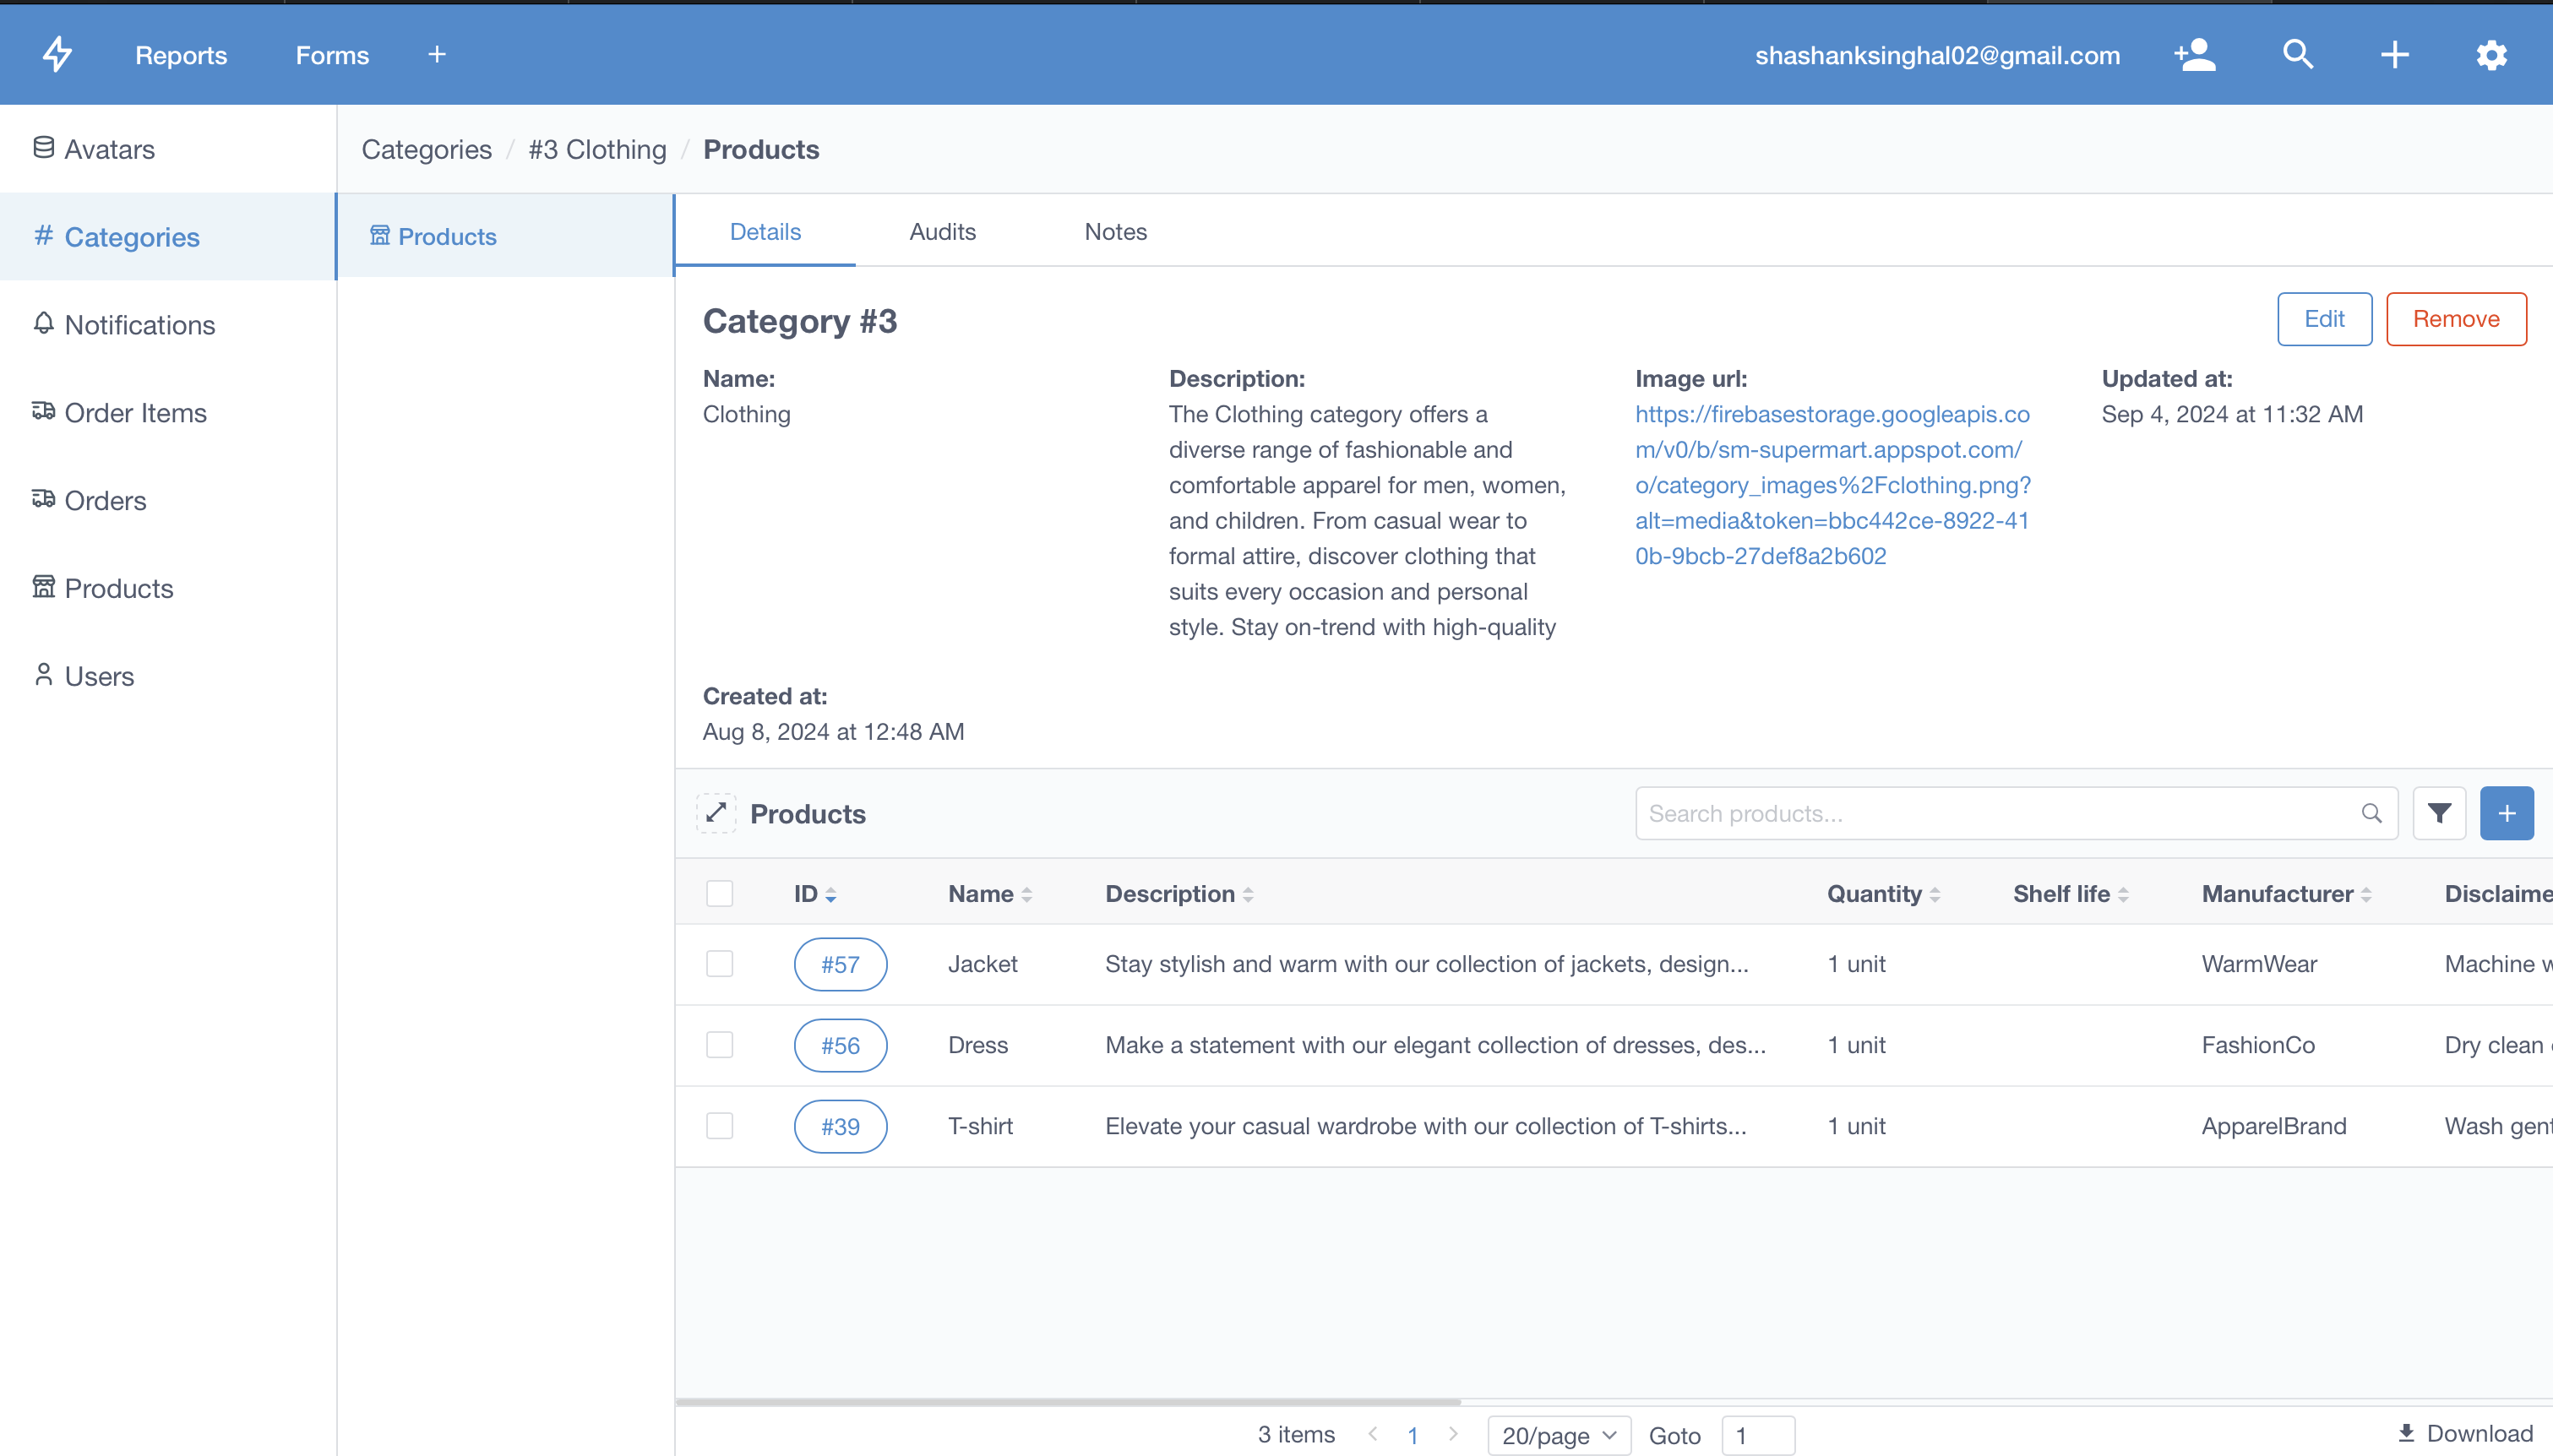 Reports Forms +
shashanksinghal02@gmail.com
Avatars
Categories
Notifications
Order Items
Orders
Products
Users
Categories / #3 Clothing / Products
Products
Details Audits Notes
Category #3
Edit Remove
Name:
Clothing
Description:
The Clothing category offers a
diverse range of fashionable and
comfortable apparel for men, women,
and children. From casual wear to
formal attire, discover clothing that
suits every occasion and personal
style. Stay on-trend with high-quality
Image url:
https://firebasestorage.googleapis.co
m/v0/b/sm-supermart.appspot.com/
o/category_images%2Fclothing.png?
alt=media&token=bbc442ce-8922-41
0b-9bcb-27def8a2b602
Updated at:
Sep 4, 2024 at 11:32 AM
Created at:
Aug 8, 2024 at 12:48 AM
Products
Search products...
ID Name Description Quantity Shelf life Manufacturer Disclaime
#57 Jacket Stay stylish and warm with our collection of jackets, design... 1 unit WarmWear Machine w
#56 Dress Make a statement with our elegant collection of dresses, des... 1 unit FashionCo Dry clean
#39 T-shirt Elevate your casual wardrobe with our collection of T-shirts... 1 unit ApparelBrand Wash gent
3 items < 1 > 20/page Goto 1
Download